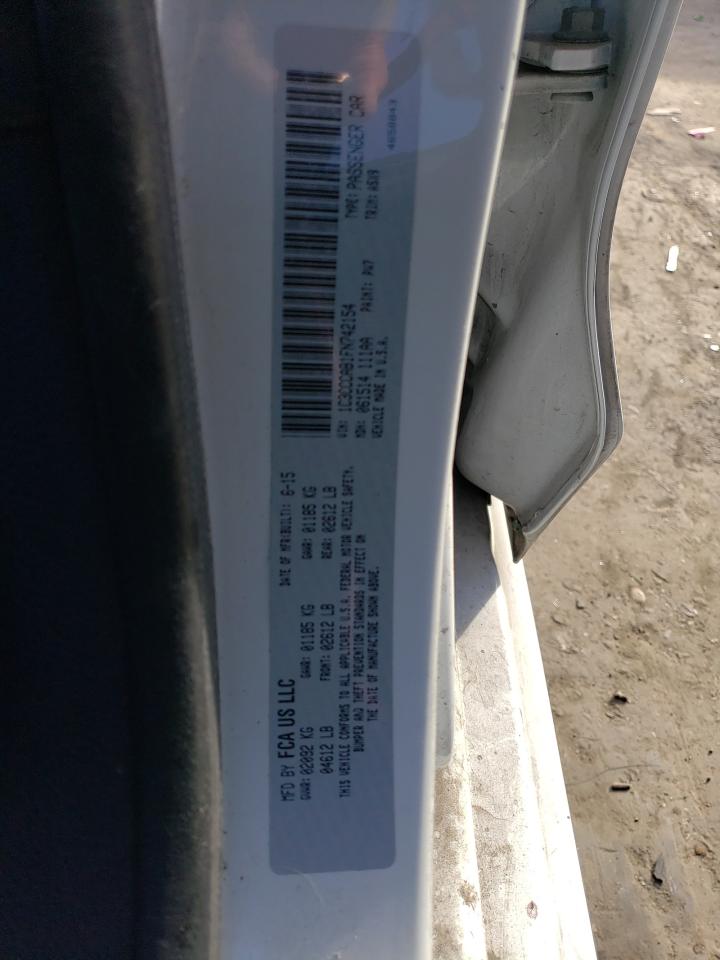 MFD BY FCA US LLC
DATE OF MFR(BUILT): 6-15
GVWR: 02092 KG
GAWR: 01185 KG
GAWR: 01185 KG
04612 LB
FRONT: 02612 LB
REAR: 02612 LB
THIS VEHICLE CONFORMS TO ALL APPLICABLE U.S.A. FEDERAL MOTOR VEHICLE SAFETY,
BUMPER AND THEFT PREVENTION STANDARDS IN EFFECT ON
THE DATE OF MANUFACTURE SHOWN ABOVE.
VIN: 1C3CCCAB1FN742154
TYPE: PASSENGER CAR
MDH: 061514 111AA
PAINT: PW7
TRIM: A5X9
VEHICLE MADE IN U.S.A.
4650043